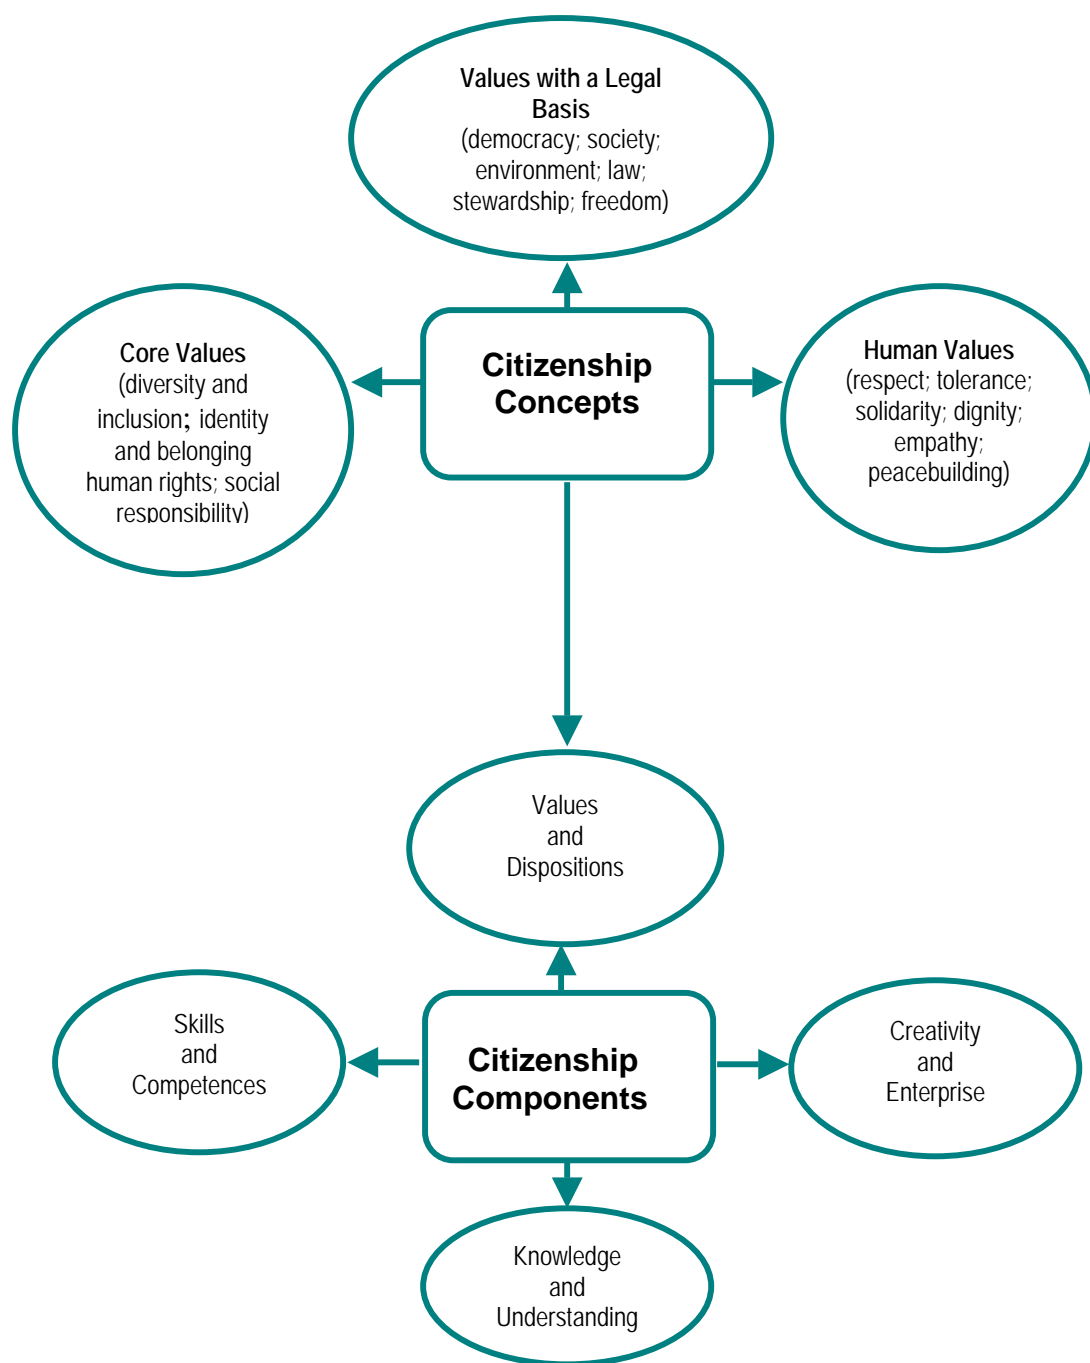 Values with a Legal
Basis
(democracy; society;
environment; law;
stewardship; freedom)
Core Values
(diversity and
inclusion; identity
and belonging
human rights; social
responsibility)
Citizenship
Concepts
Human Values
(respect; tolerance;
solidarity; dignity;
empathy;
peacebuilding)
Values
and
Dispositions
Skills
and
Competences
Citizenship
Components
Creativity
and
Enterprise
Knowledge
and
Understanding